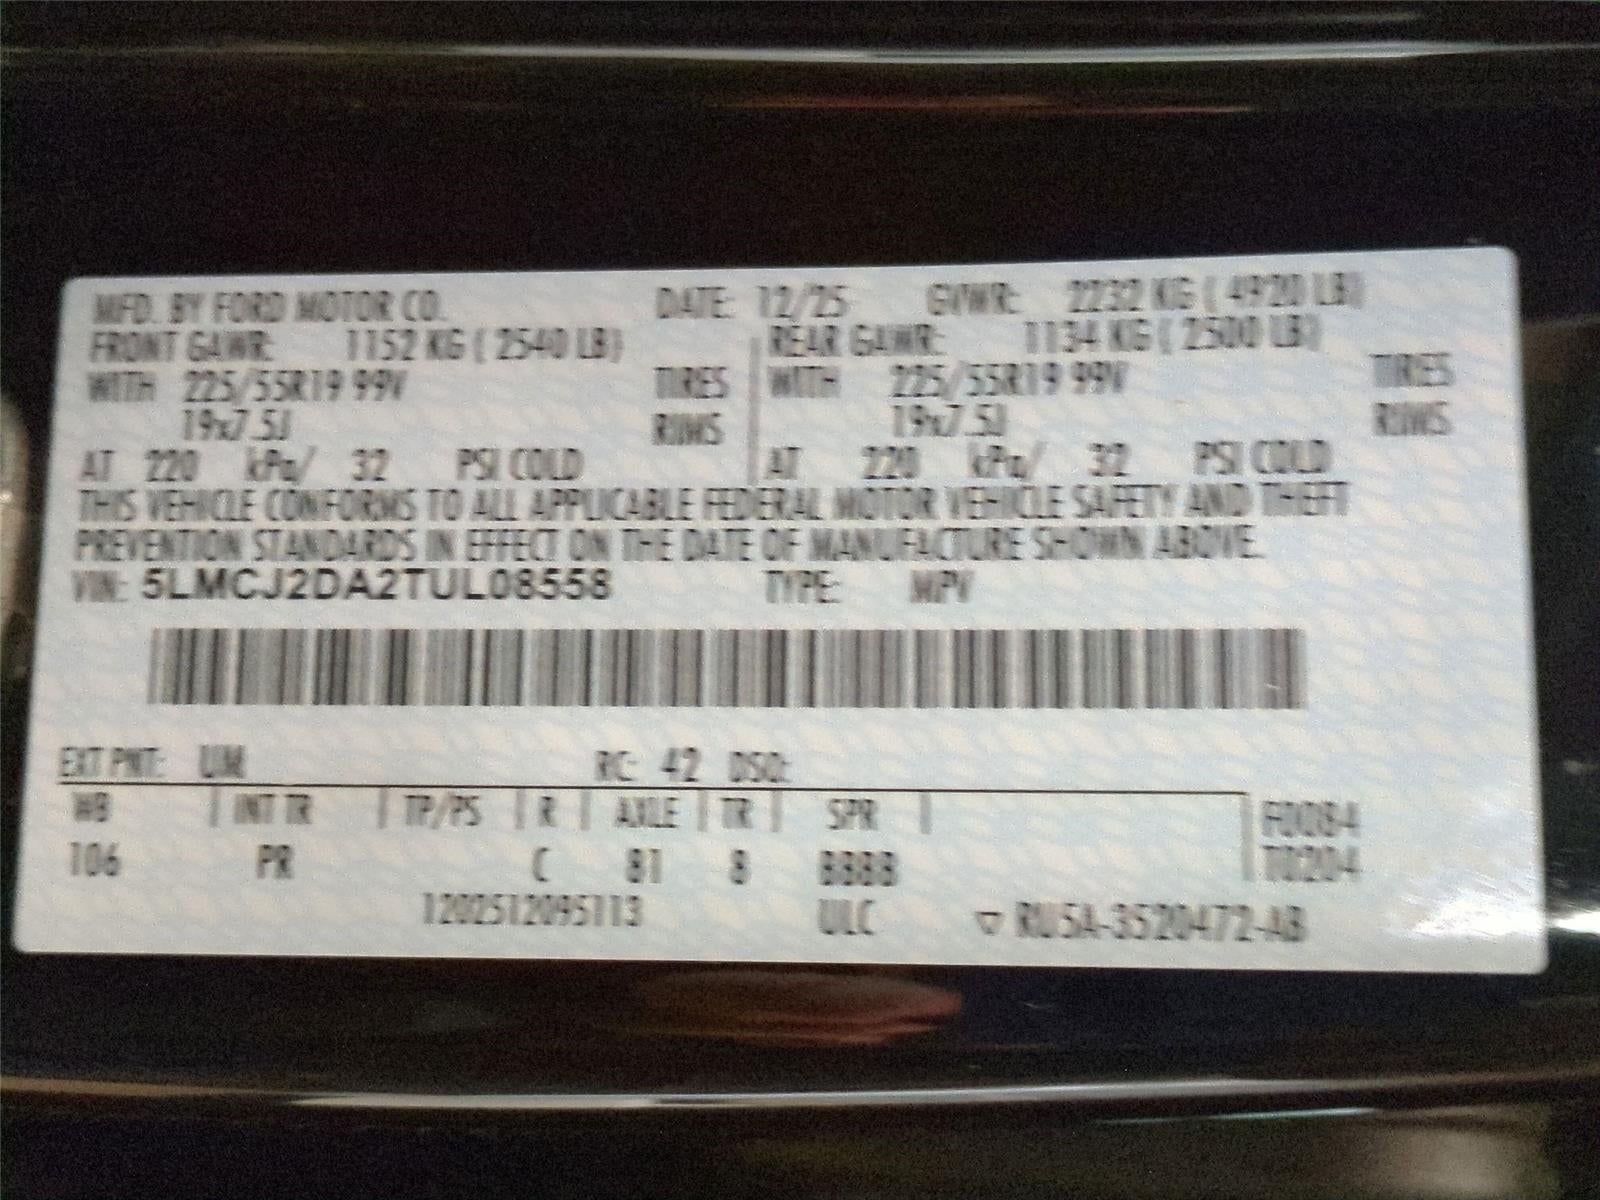 MFD. BY FORD MOTOR CO. DATE: 12/25 GVWR: 2232 KG ( 4920 LB)
FRONT GAWR: 1152 KG ( 2540 LB) REAR GAWR: 1134 KG ( 2500 LB)
WITH 225/55R19 99V TIRES WITH 225/55R19 99V TIRES
19x7.5J RIMS 19x7.5J RIMS
AT 220 kPa/ 32 PSI COLD AT 220 kPa/ 32 PSI COLD
THIS VEHICLE CONFORMS TO ALL APPLICABLE FEDERAL MOTOR VEHICLE SAFETY AND THEFT
PREVENTION STANDARDS IN EFFECT ON THE DATE OF MANUFACTURE SHOWN ABOVE.
VIN: 5LMCJ2DA2TUL08558 TYPE: MPV
EXT PNT: UM RC: 42 DSO:
WB INT TR TP/PS R AXLE TR SPR F0084
106 PR C 81 8 BBBB T0204
1202512095113 ULC ▽ RU5A-3520472-AB